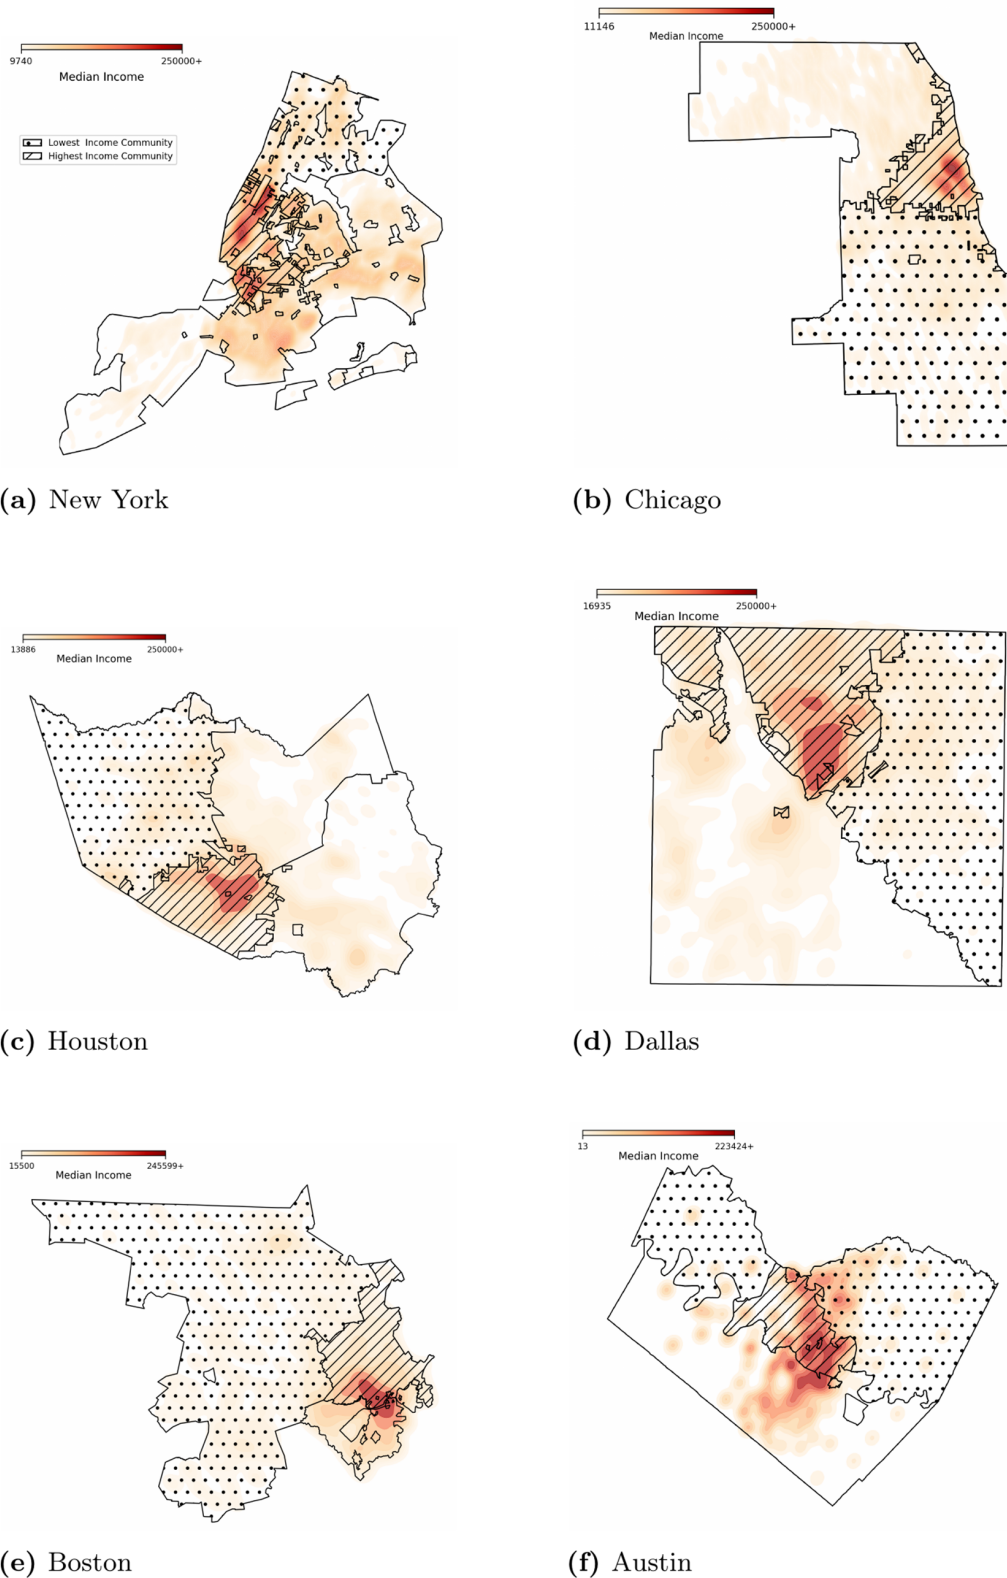 11146 250000+
Median Income
9740 250000+
Median Income
Lowest Income Community
Highest Income Community
(a) New York
(b) Chicago
13886 250000+
Median Income
16935 250000+
Median Income
(c) Houston
(d) Dallas
15500 245599+
Median Income
13 223424+
Median Income
(e) Boston
(f) Austin